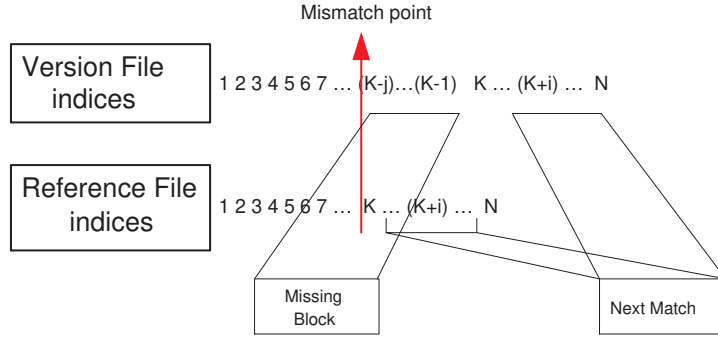 Mismatch point
Version File
indices
1 2 3 4 5 6 7 … (K-j)…(K-1) K … (K+i) … N
Reference File
indices
1 2 3 4 5 6 7 … K … (K+i) … N
Missing
Block
Next Match